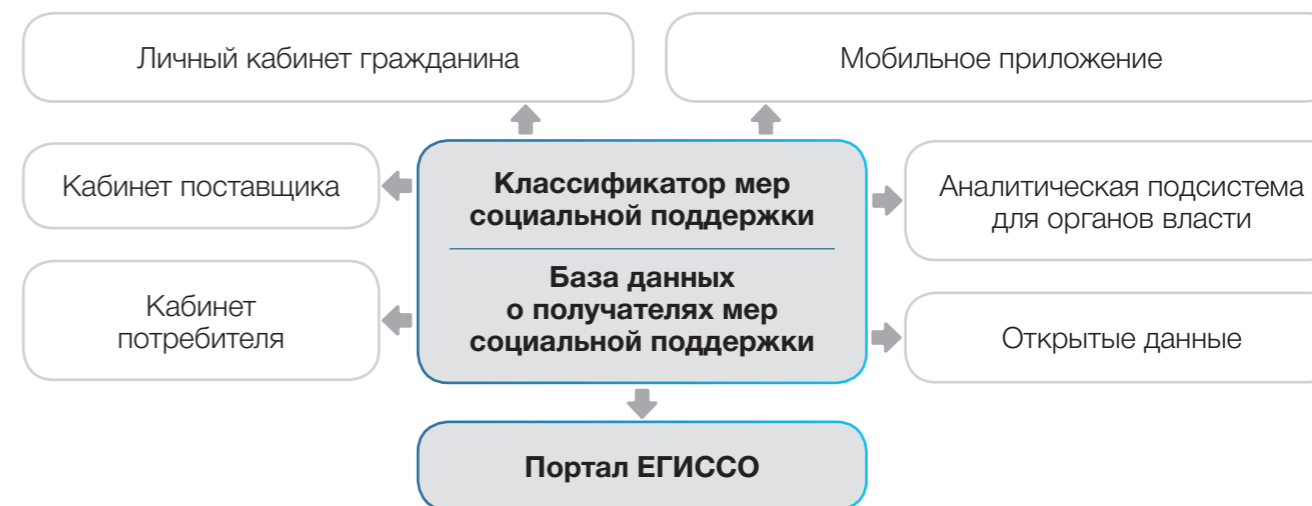 Личный кабинет гражданина
Мобильное приложение
Кабинет поставщика
Классификатор мер
социальной поддержки
Аналитическая подсистема
для органов власти
Кабинет
потребителя
База данных
о получателях мер
социальной поддержки
Открытые данные
Портал ЕГИССО